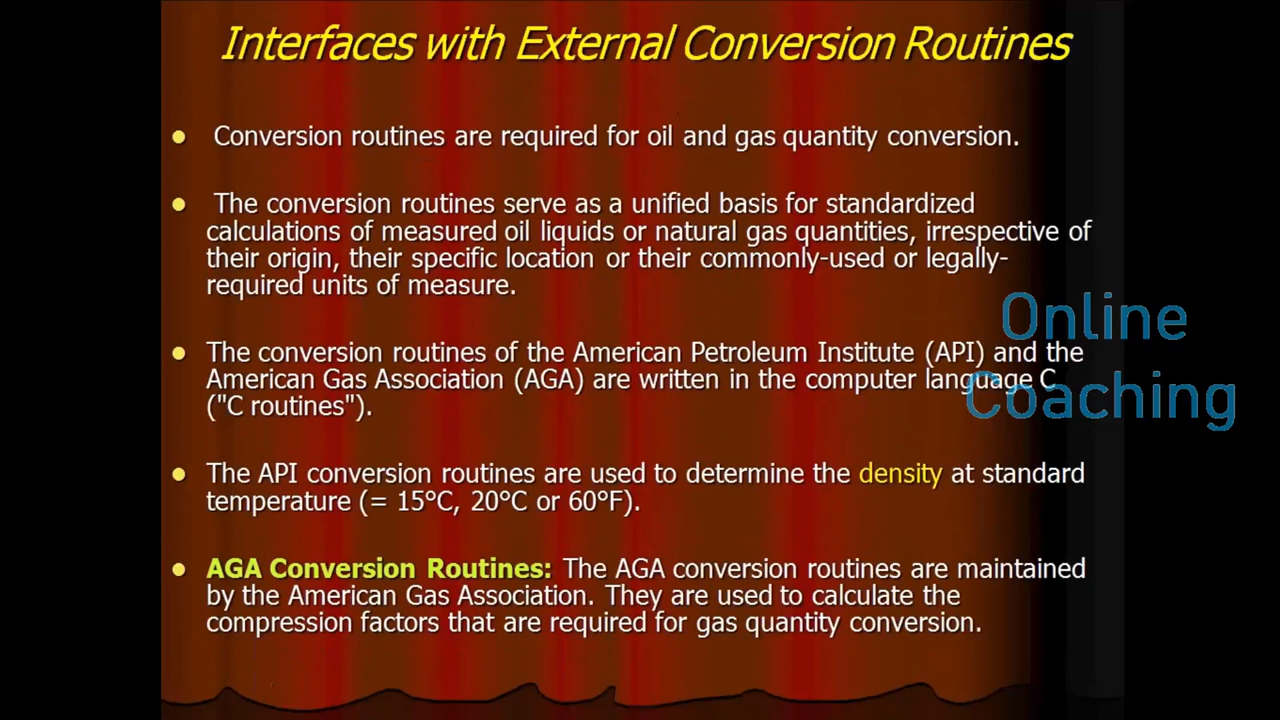 Interfaces with External Conversion Routines
Conversion routines are required for oil and gas quantity conversion.
The conversion routines serve as a unified basis for standardized
calculations of measured oil liquids or natural gas quantities, irrespective of
their origin, their specific location or their commonly-used or legally-
required units of measure.
The conversion routines of the American Petroleum Institute (API) and the
American Gas Association (AGA) are written in the computer language C
("C routines").
The API conversion routines are used to determine the density at standard
temperature (= 15°C, 20°C or 60°F).
AGA Conversion Routines: The AGA conversion routines are maintained
by the American Gas Association. They are used to calculate the
compression factors that are required for gas quantity conversion.
Online
Coaching